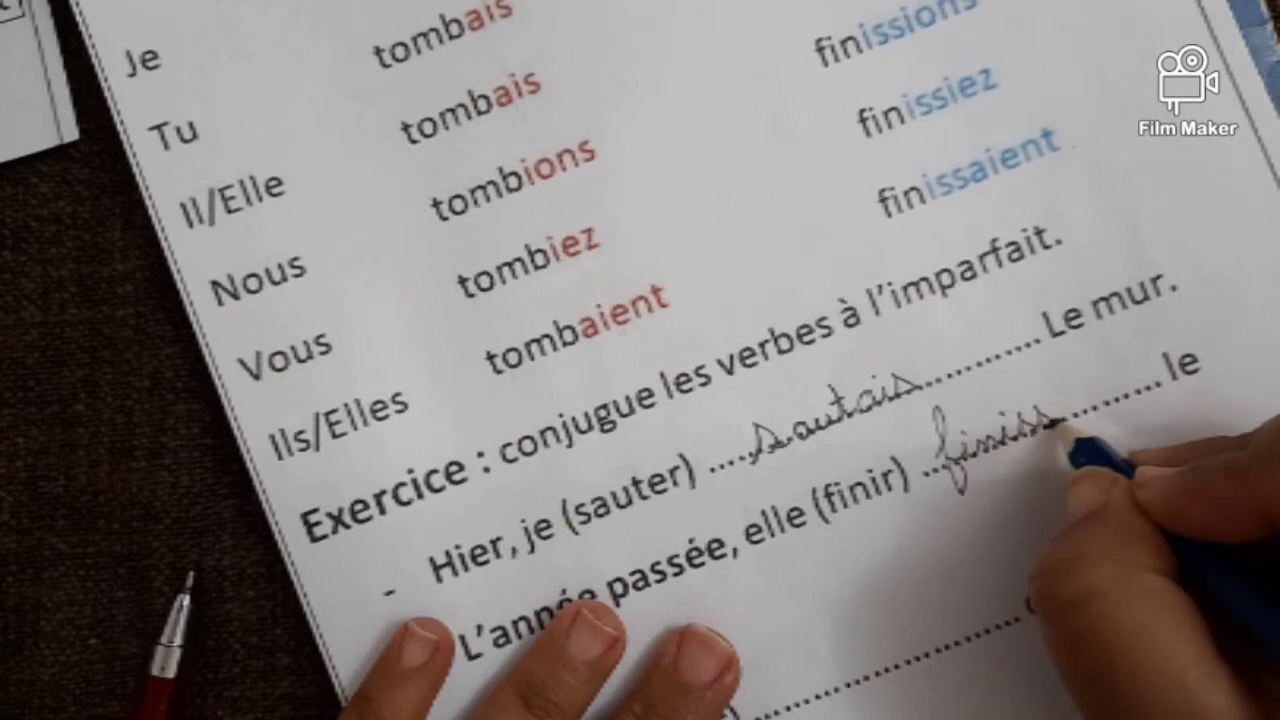 Je tombais finissions
Tu tombais finissiez
Il/Elle tombions finissaient
Nous tombiez
Vous tombaient
Ils/Elles
Exercice : conjugue les verbes à l'imparfait.
- Hier, je (sauter) ....sautais........... Le mur.
L'année passée, elle (finir) ..finiss.......... le
Film Maker